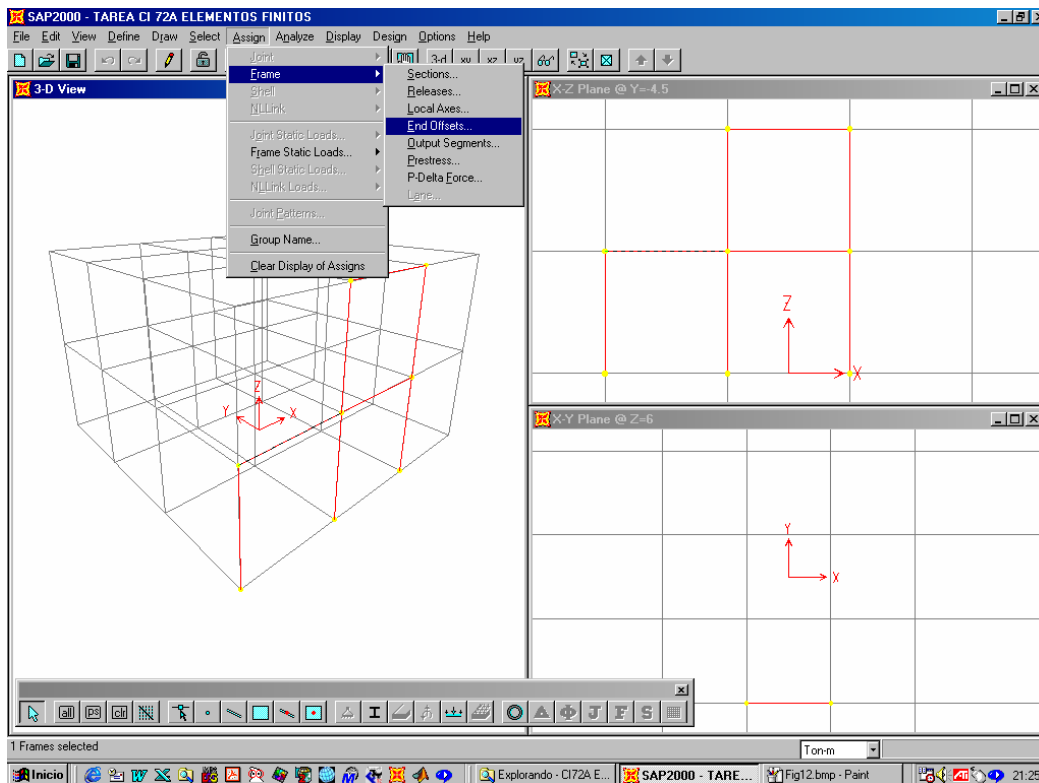 SAP2000 - TAREA CI 72A ELEMENTOS FINITOS
File Edit View Define Draw Select Assign Analyze Display Design Options Help
3-d xy xz yz
Joint
Frame
Shell
NLLink
Joint Static Loads...
Frame Static Loads...
Shell Static Loads...
NLLink Loads...
Joint Patterns...
Group Name...
Clear Display of Assigns
Sections...
Releases...
Local Axes...
End Offsets...
Output Segments...
Prestress...
P-Delta Force...
Lane...
3-D View
Z
Y
X
X-Z Plane @ Y=-4.5
Z
X
X-Y Plane @ Z=6
Y
X
all ps clr
J F S
1 Frames selected
Ton-m
Inicio
Explorando - CI72A E...
SAP2000 - TARE...
Fig12.bmp - Paint
21:25